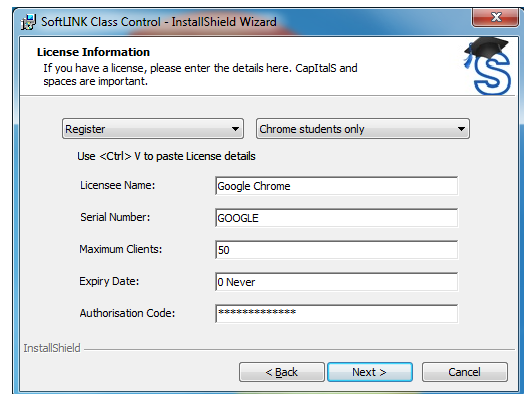 SoftLINK Class Control - InstallShield Wizard
License Information
If you have a license, please enter the details here. CapItalS and
spaces are important.
Register Chrome students only
Use <Ctrl> V to paste License details
Licensee Name: Google Chrome
Serial Number: GOOGLE
Maximum Clients: 50
Expiry Date: 0 Never
Authorisation Code: *************
InstallShield
< Back Next > Cancel